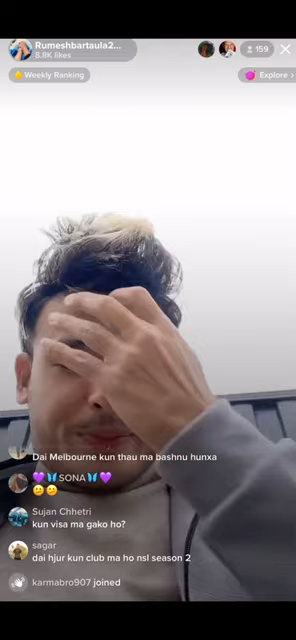 Rumeshbartaula2...
8.8K likes
159
Weekly Ranking
Explore >
Dai Melbourne kun thau ma bashnu hunxa
💜🦋SONA🦋💜
Sujan Chhetri
kun visa ma gako ho?
sagar
dai hjur kun club ma ho nsl season 2
karmabro907 joined